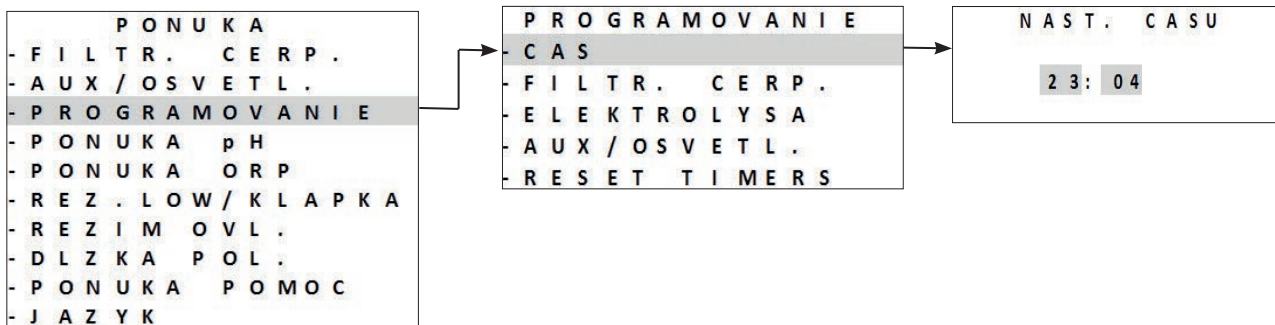 PONUKA
- FILTR. CERP.
- AUX/OSVETL.
- PROGRAMOVANIE
- PONUKA pH
- PONUKA ORP
- REZ.LOW/KLAPKA
- REZIM OVL.
- DLZKA POL.
- PONUKA POMOC
- JAZYK
PROGRAMOVANIE
- CAS
- FILTR. CERP.
- ELEKTROLYSA
- AUX/OSVETL.
- RESET TIMERS
NAST. CASU
23: 04